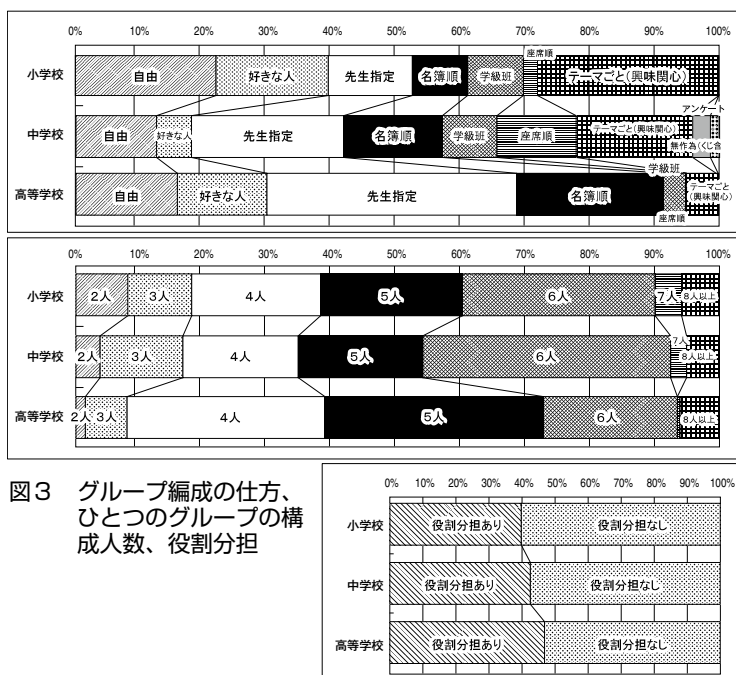 0% 10% 20% 30% 40% 50% 60% 70% 80% 90% 100%
小学校 自由 好きな人 先生指定 名簿順 学級班 座席順 テーマごと(興味関心)
アンケート
中学校 自由 好きな人 先生指定 名簿順 学級班 座席順 テーマごと(興味関心)
無作為(くじ含
学級班
高等学校 自由 好きな人 先生指定 名簿順 テーマごと(興味関心)
座席順
0% 10% 20% 30% 40% 50% 60% 70% 80% 90% 100%
小学校 2人 3人 4人 5人 6人 7人 8人以上
中学校 2人 3人 4人 5人 6人 7人 8人以上
高等学校 2人 3人 4人 5人 6人 8人以上
図3 グループ編成の仕方、
ひとつのグループの構
成人数、役割分担
0% 10% 20% 30% 40% 50% 60% 70% 80% 90% 100%
小学校 役割分担あり 役割分担なし
中学校 役割分担あり 役割分担なし
高等学校 役割分担あり 役割分担なし